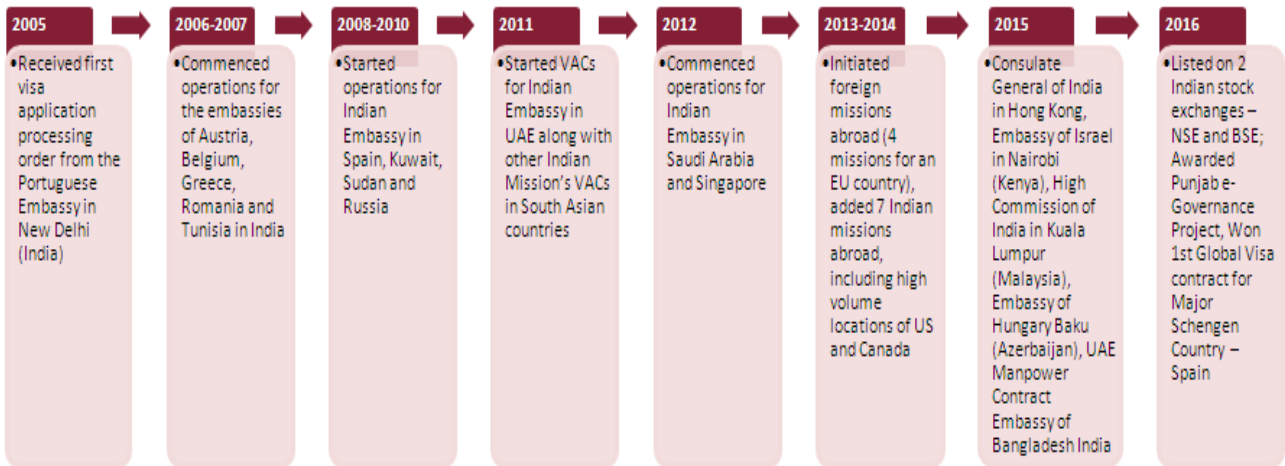 2005
•Received first
visa
application
processing
order from the
Portuguese
Embassy in
New Delhi
(India)
2006-2007
•Commenced
operations for
the embassies
of Austria,
Belgium,
Greece,
Romania and
Tunisia in India
2008-2010
•Started
operations for
Indian
Embassy in
Spain, Kuwait,
Sudan and
Russia
2011
•Started VACs
for Indian
Embassy in
UAE along with
other Indian
Mission's VACs
in South Asian
countries
2012
•Commenced
operations for
Indian
Embassy in
Saudi Arabia
and Singapore
2013-2014
•Initiated
foreign
missions
abroad (4
missions for an
EU country),
added 7 Indian
missions
abroad,
including high
volume
locations of US
and Canada
2015
•Consulate
General of India
in Hong Kong,
Embassy of Israel
in Nairobi
(Kenya), High
Commission of
India in Kuala
Lumpur
(Malaysia),
Embassy of
Hungary Baku
(Azerbaijan), UAE
Manpower
Contract
Embassy of
Bangladesh India
2016
•Listed on 2
Indian stock
exchanges –
NSE and BSE;
Awarded
Punjab e-
Governance
Project, Won
1st Global Visa
contract for
Major
Schengen
Country –
Spain